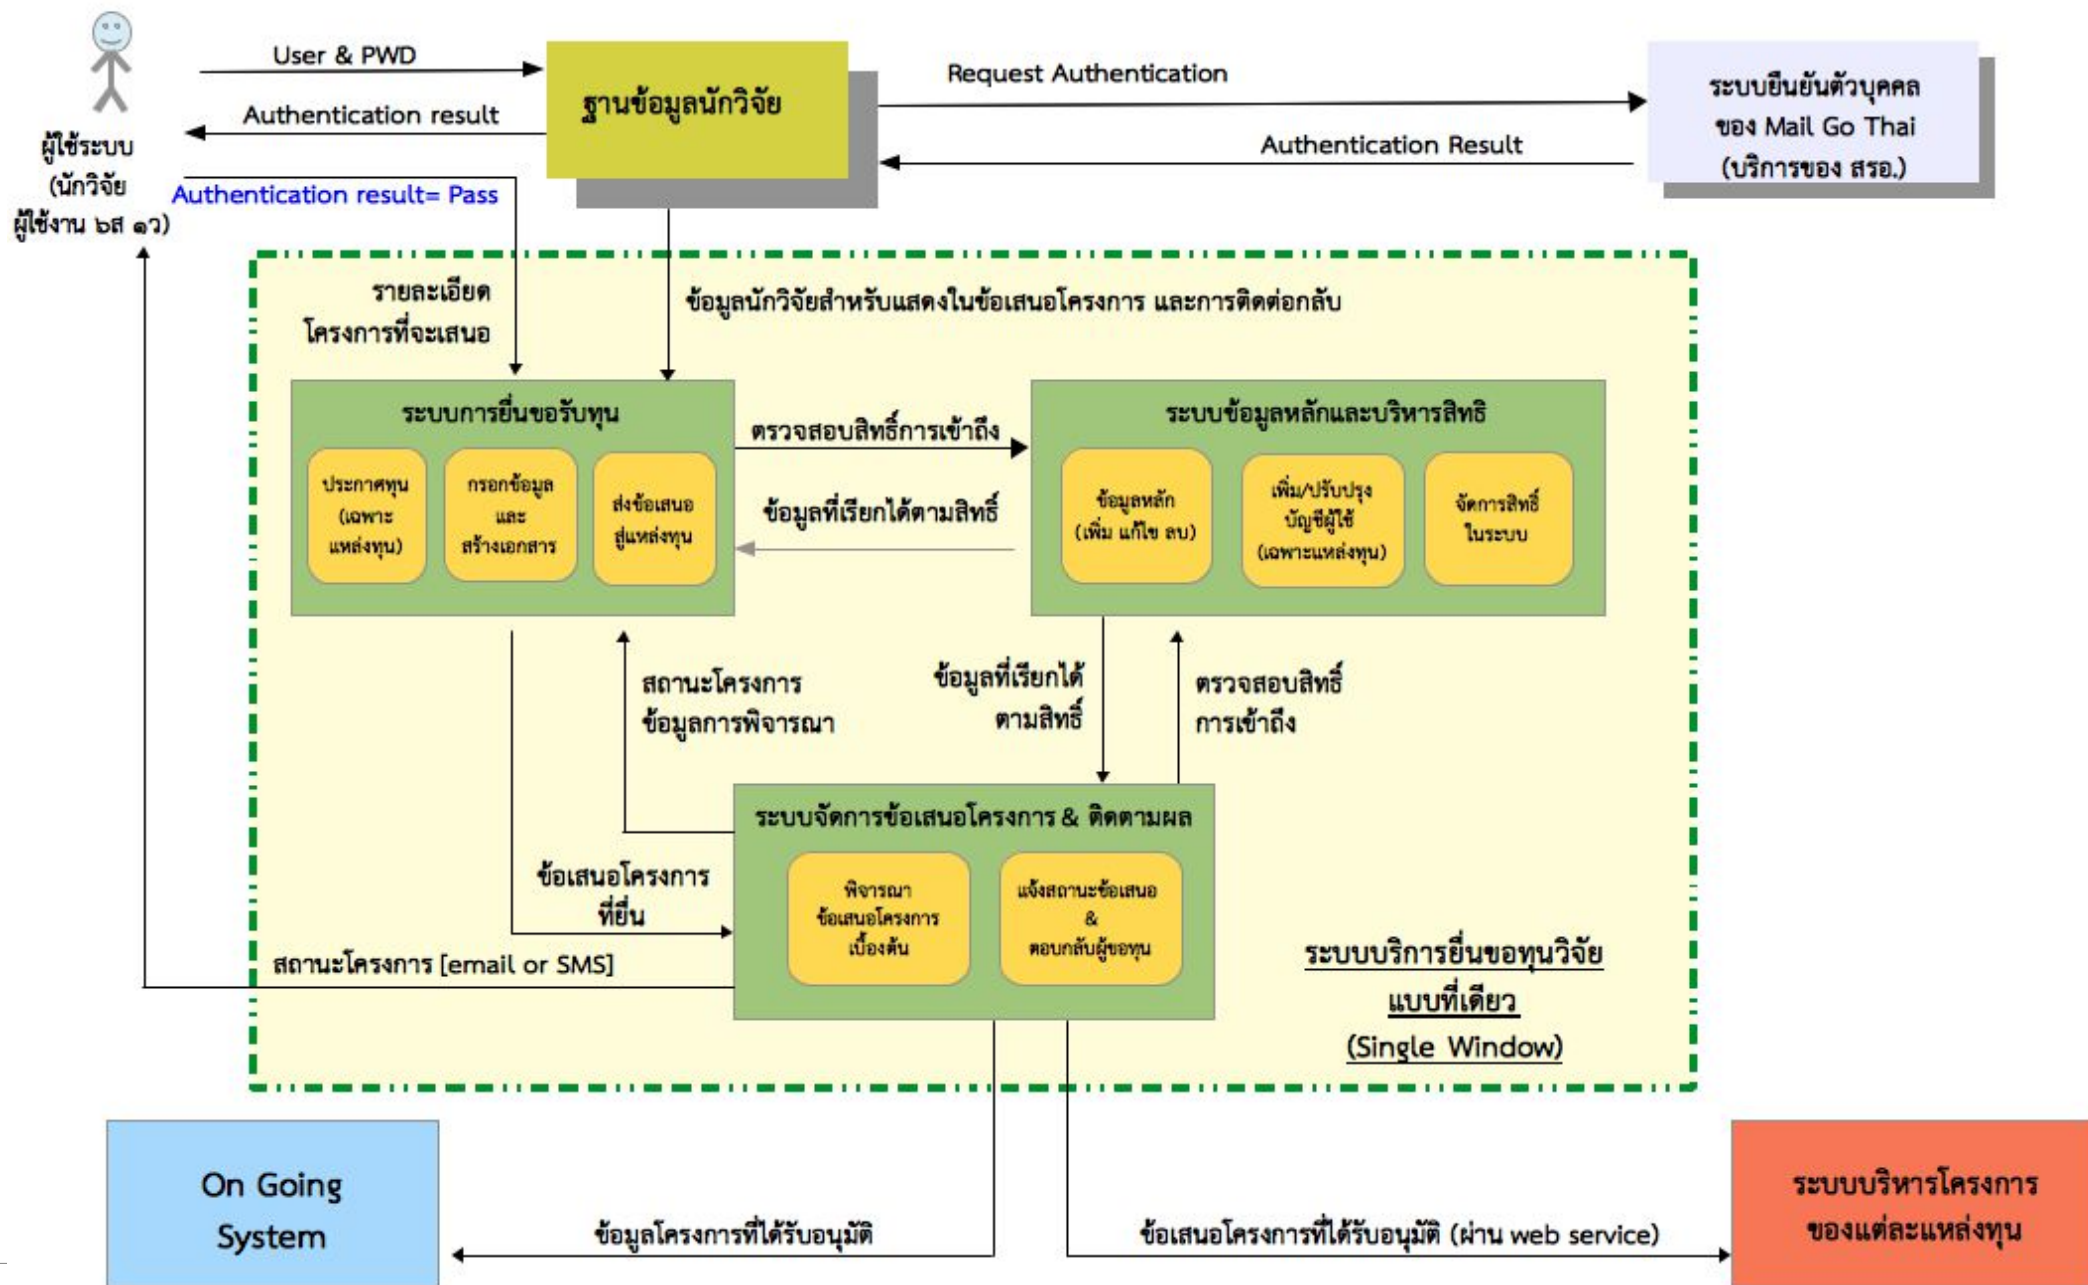 User & PWD
Authentication result
Authentication result= Pass
ผู้ใช้ระบบ
(นักวิจัย
ผู้ใช้งาน ๖ส ๑ว)
ฐานข้อมูลนักวิจัย
Request Authentication
Authentication Result
ระบบยืนยันตัวบุคคล
ของ Mail Go Thai
(บริการของ สรอ.)
รายละเอียด
โครงการที่จะเสนอ
ข้อมูลนักวิจัยสำหรับแสดงในข้อเสนอโครงการ และการติดต่อกลับ
ระบบการยื่นขอรับทุน
ประกาศทุน
(เฉพาะ
แหล่งทุน)
กรอกข้อมูล
และ
สร้างเอกสาร
ส่งข้อเสนอ
สู่แหล่งทุน
ตรวจสอบสิทธิ์การเข้าถึง
ข้อมูลที่เรียกได้ตามสิทธิ์
ระบบข้อมูลหลักและบริหารสิทธิ
ข้อมูลหลัก
(เพิ่ม แก้ไข ลบ)
เพิ่ม/ปรับปรุง
บัญชีผู้ใช้
(เฉพาะแหล่งทุน)
จัดการสิทธิ์
ในระบบ
สถานะโครงการ
ข้อมูลการพิจารณา
ข้อมูลที่เรียกได้
ตามสิทธิ์
ตรวจสอบสิทธิ์
การเข้าถึง
ระบบจัดการข้อเสนอโครงการ & ติดตามผล
พิจารณา
ข้อเสนอโครงการ
เบื้องต้น
แจ้งสถานะข้อเสนอ
&
ตอบกลับผู้ขอทุน
ข้อเสนอโครงการ
ที่ยื่น
สถานะโครงการ [email or SMS]
ระบบบริการยื่นขอทุนวิจัย
แบบที่เดียว
(Single Window)
On Going
System
ข้อมูลโครงการที่ได้รับอนุมัติ
ข้อเสนอโครงการที่ได้รับอนุมัติ (ผ่าน web service)
ระบบบริหารโครงการ
ของแต่ละแหล่งทุน